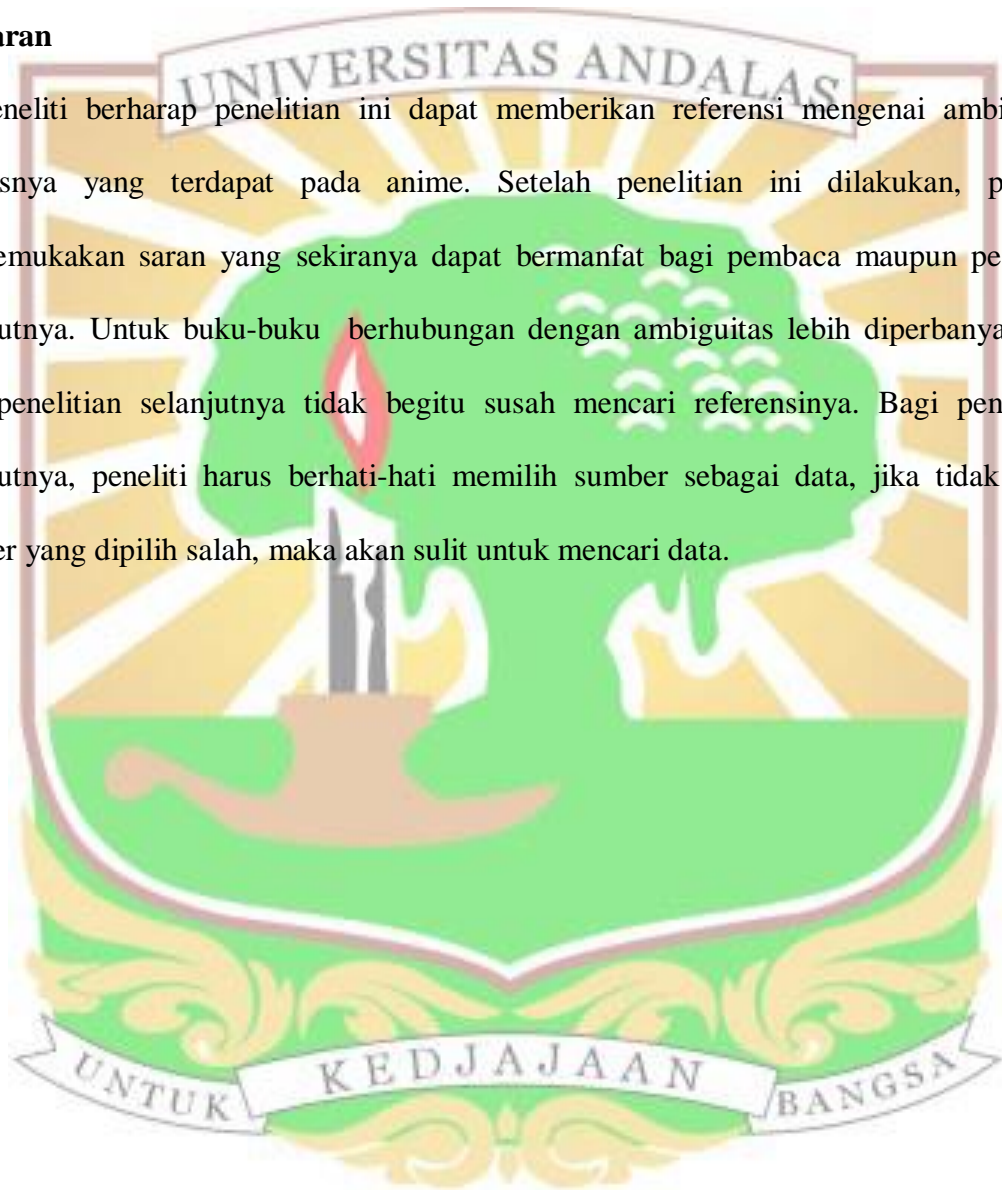 aran
UNIVERSITAS ANDALAS
eneliti berharap penelitian ini dapat memberikan referensi mengenai ambi
snya yang terdapat pada anime. Setelah penelitian ini dilakukan, p
emukakan saran yang sekiranya dapat bermanfat bagi pembaca maupun pe
utnya. Untuk buku-buku berhubungan dengan ambiguitas lebih diperbanya
penelitian selanjutnya tidak begitu susah mencari referensinya. Bagi pen
utnya, peneliti harus berhati-hati memilih sumber sebagai data, jika tidak
er yang dipilih salah, maka akan sulit untuk mencari data.
UNTUK KEDJAJAAN BANGSA